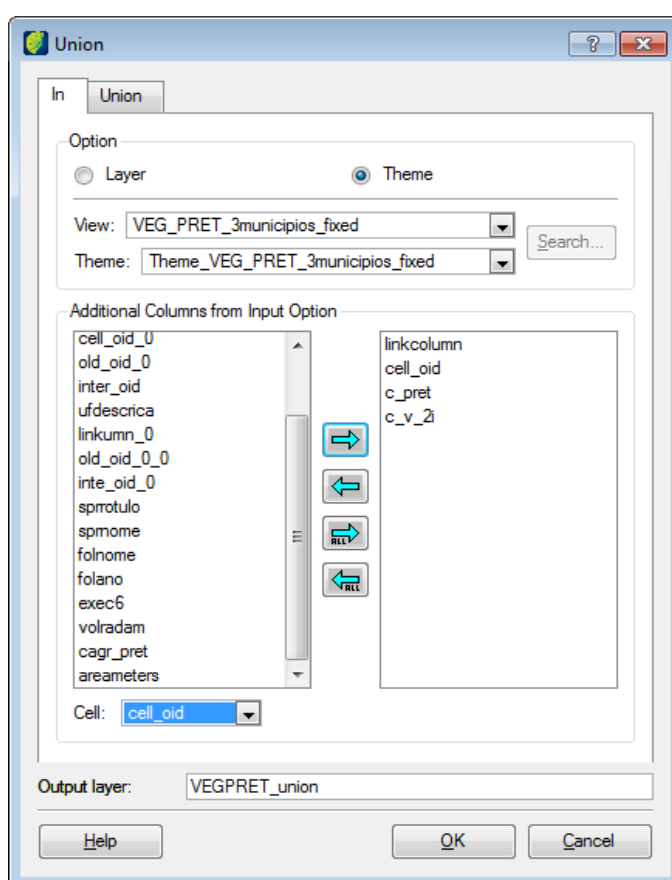 Union
In Union
Option
Layer Theme
View: VEG_PRET_3municipios_fixed
Search...
Theme: Theme_VEG_PRET_3municipios_fixed
Additional Columns from Input Option
cell_oid_0
old_oid_0
inter_oid
ufdescrica
linkumn_0
old_oid_0_0
inte_oid_0
sprrotulo
sprnome
folnome
folano
exec6
volradam
cagr_pret
areameters
ALL
ALL
linkcolumn
cell_oid
c_pret
c_v_2i
Cell: cell_oid
Output layer: VEGPRET_union
Help OK Cancel